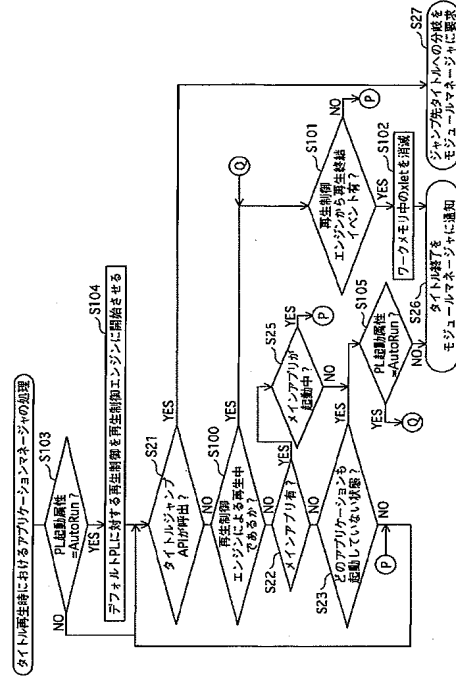 タイトル再生時におけるアプリケーションマネージャの処理
S103
PL起動属性
=AutoRun？
NO
YES
S104
デフォルトPLに対する再生制御を再生制御エンジンに開始させる
S21
タイトルジャンプ
APIが呼出？
YES
NO
S100
再生制御
エンジンによる再生中
であるか？
YES
NO
Q
S22
メインアプリ有？
YES
NO
S25
メインアプリが
起動中？
YES
P
NO
S23
どのアプリケーションも
起動していない状態？
YES
NO
P
S101
再生制御
エンジンから再生終結
イベント有？
NO
P
YES
S102
ワークメモリ中のxletを消滅
S105
PL起動属性
=AutoRun？
YES
Q
NO
S26
タイトル終了を
モジュールマネージャに通知
S27
ジャンプ先タイトルへの分岐を
モジュールマネージャに要求